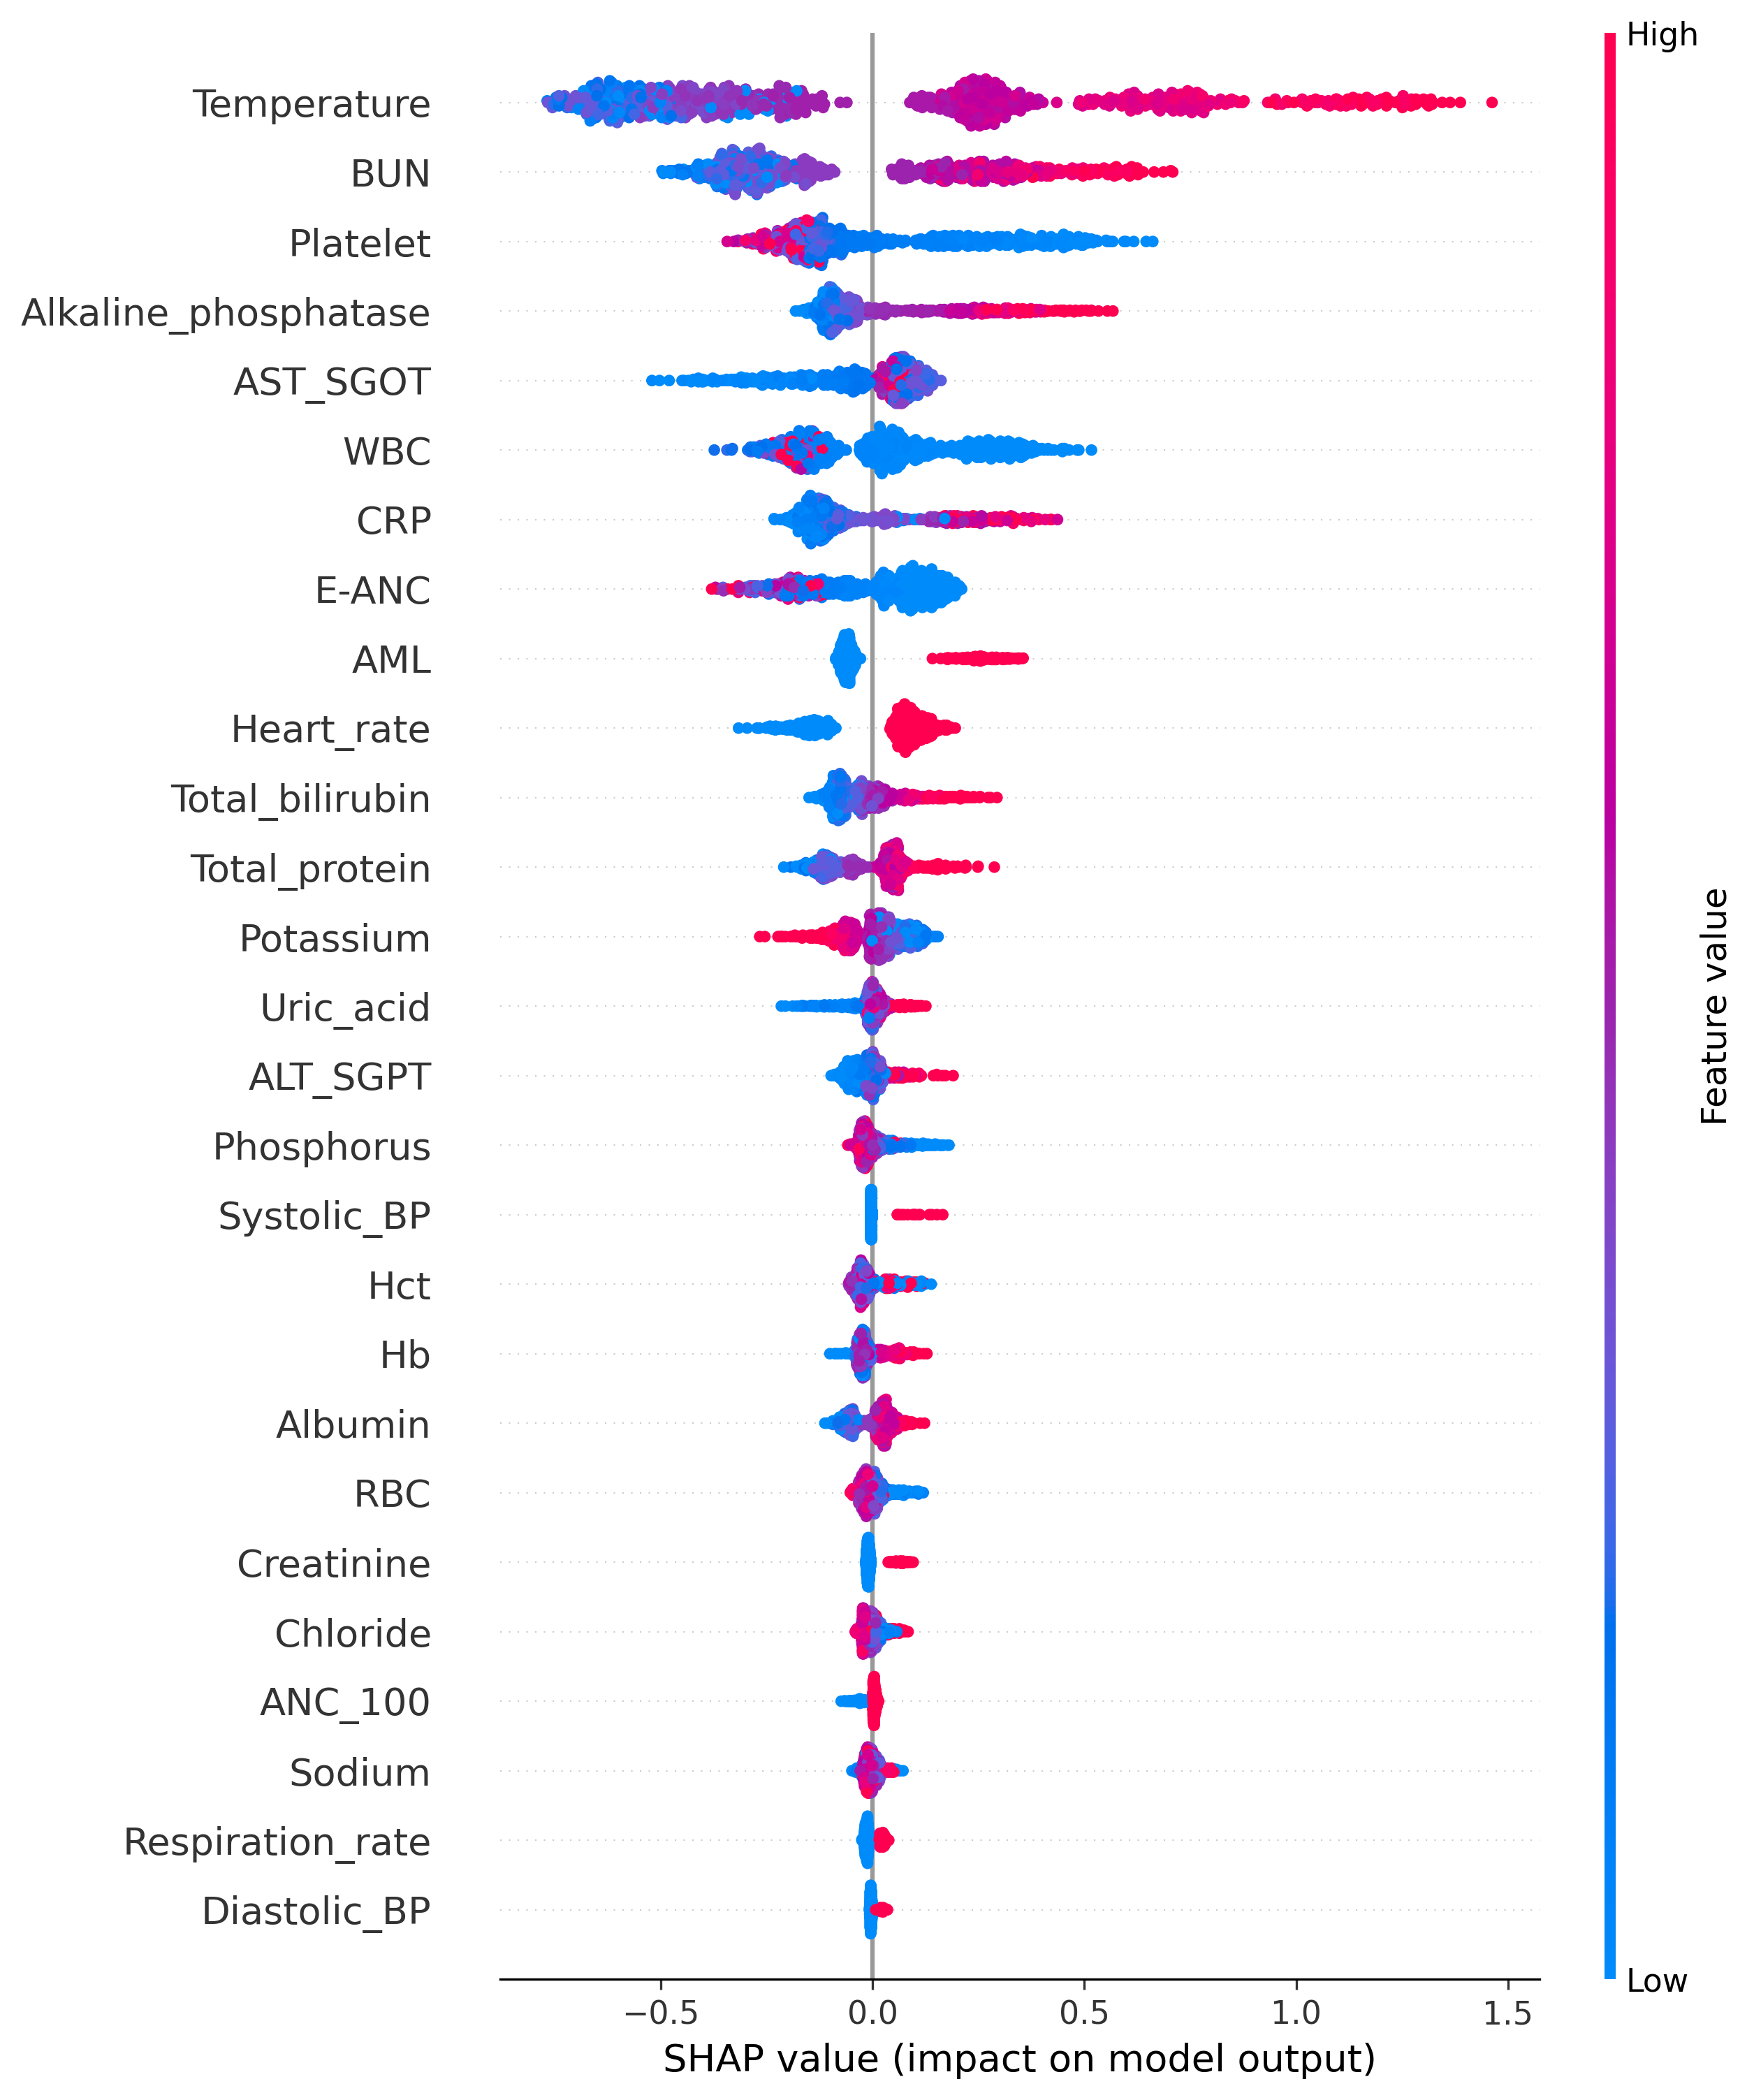 High
Temperature
BUN
Platelet
Alkaline_phosphatase
AST_SGOT
WBC
CRP
E-ANC
AML
Heart_rate
Total_bilirubin
Total_protein
Potassium
Uric_acid
ALT_SGPT
Phosphorus
Systolic_BP
Hct
Hb
Albumin
RBC
Creatinine
Chloride
ANC_100
Sodium
Respiration_rate
Diastolic_BP
Feature value
Low
−0.5 0.0 0.5 1.0 1.5
SHAP value (impact on model output)